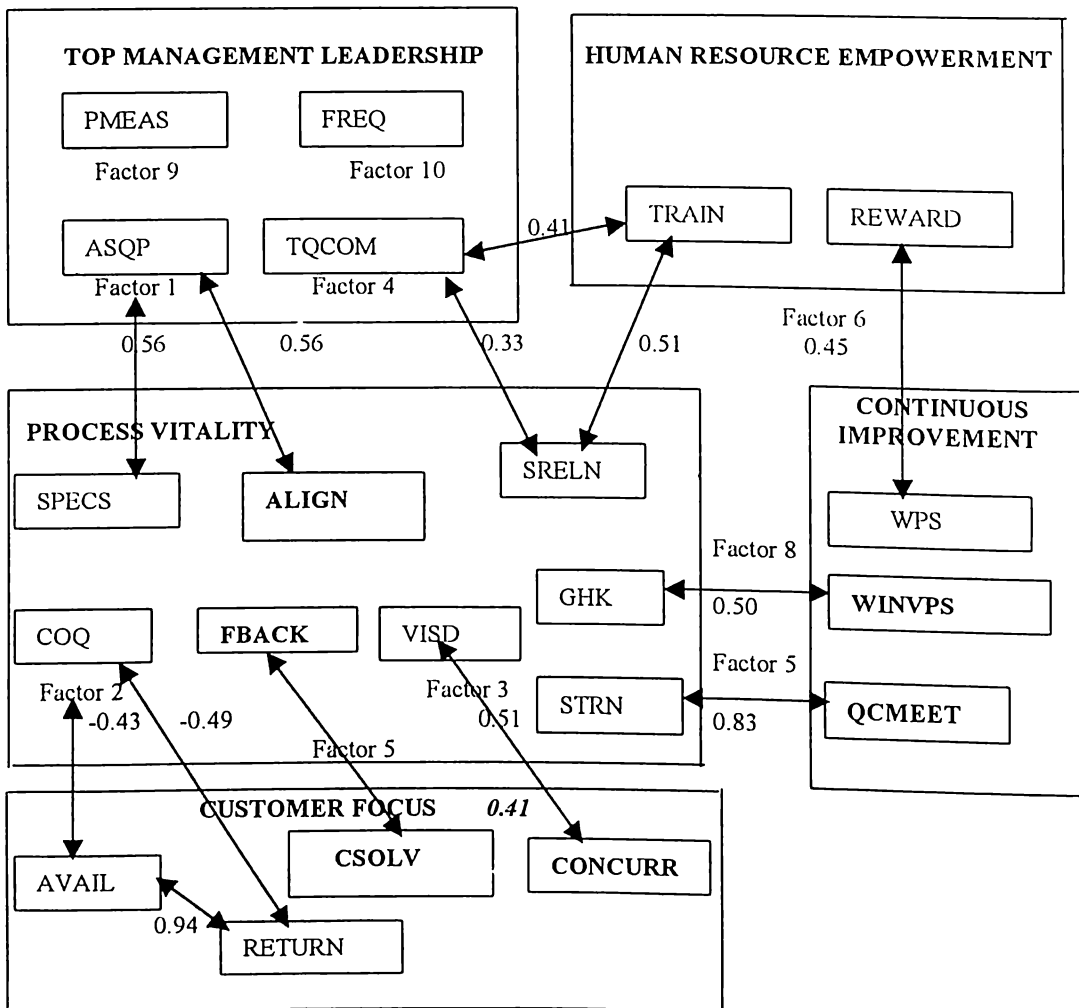 TOP MANAGEMENT LEADERSHIP
HUMAN RESOURCE EMPOWERMENT
PMEAS
FREQ
Factor 9
Factor 10
TRAIN
REWARD
ASQP
TQCOM
0.41
Factor 1
Factor 4
0.56
0.56
0.33
0.51
Factor 6
0.45
PROCESS VITALITY
CONTINUOUS
IMPROVEMENT
SRELN
SPECS
ALIGN
WPS
Factor 8
GHK
0.50
WINVPS
COQ
FBACK
VISD
Factor 5
Factor 2
Factor 3
STRN
0.83
QCMEET
-0.43
-0.49
0.51
Factor 5
CUSTOMER FOCUS
0.41
CSOLV
CONCURR
AVAIL
0.94
RETURN